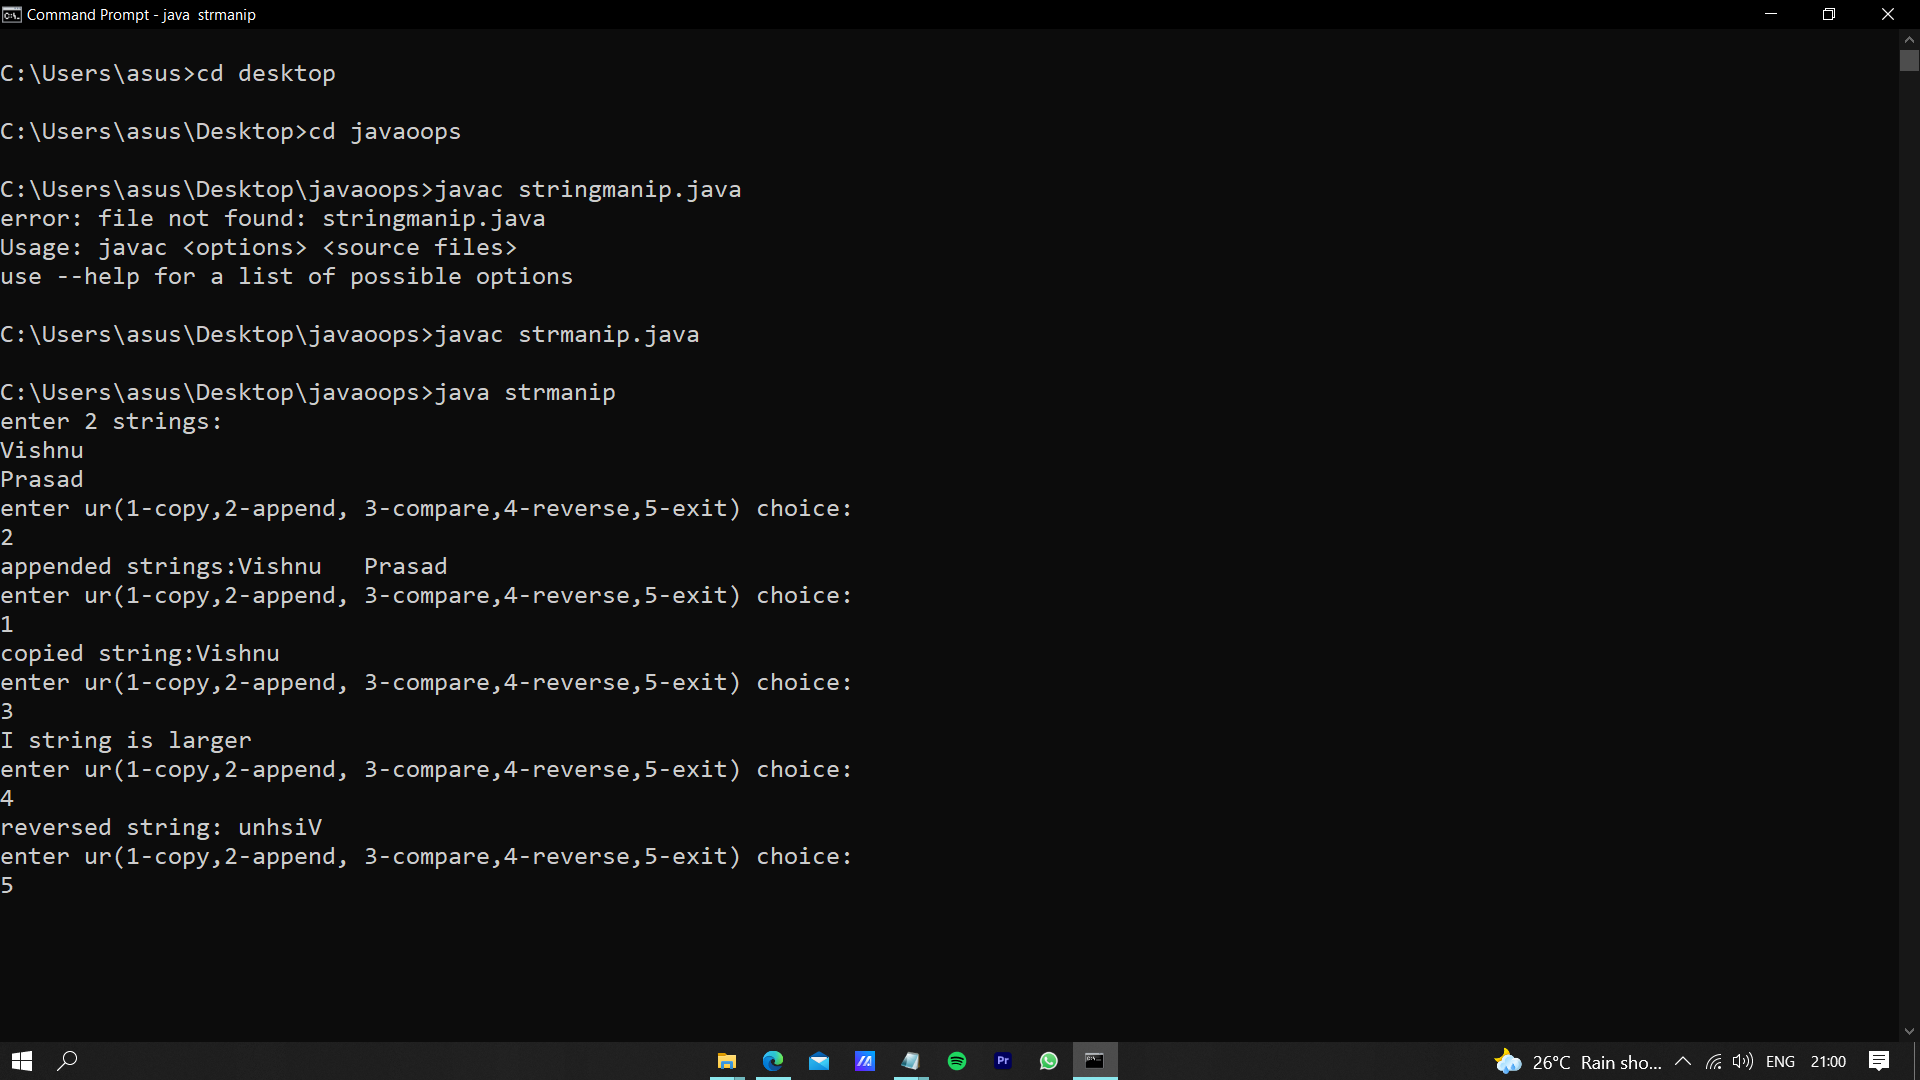 Command Prompt - java  strmanip
C:\Users\asus>cd desktop
C:\Users\asus\Desktop>cd javaoops
C:\Users\asus\Desktop\javaoops>javac stringmanip.java
error: file not found: stringmanip.java
Usage: javac <options> <source files>
use --help for a list of possible options
C:\Users\asus\Desktop\javaoops>javac strmanip.java
C:\Users\asus\Desktop\javaoops>java strmanip
enter 2 strings:
Vishnu
Prasad
enter ur(1-copy,2-append, 3-compare,4-reverse,5-exit) choice:
2
appended strings:Vishnu   Prasad
enter ur(1-copy,2-append, 3-compare,4-reverse,5-exit) choice:
1
copied string:Vishnu
enter ur(1-copy,2-append, 3-compare,4-reverse,5-exit) choice:
3
I string is larger
enter ur(1-copy,2-append, 3-compare,4-reverse,5-exit) choice:
4
reversed string: unhsiV
enter ur(1-copy,2-append, 3-compare,4-reverse,5-exit) choice:
5
Pr
26°C  Rain sho... ENG 21:00